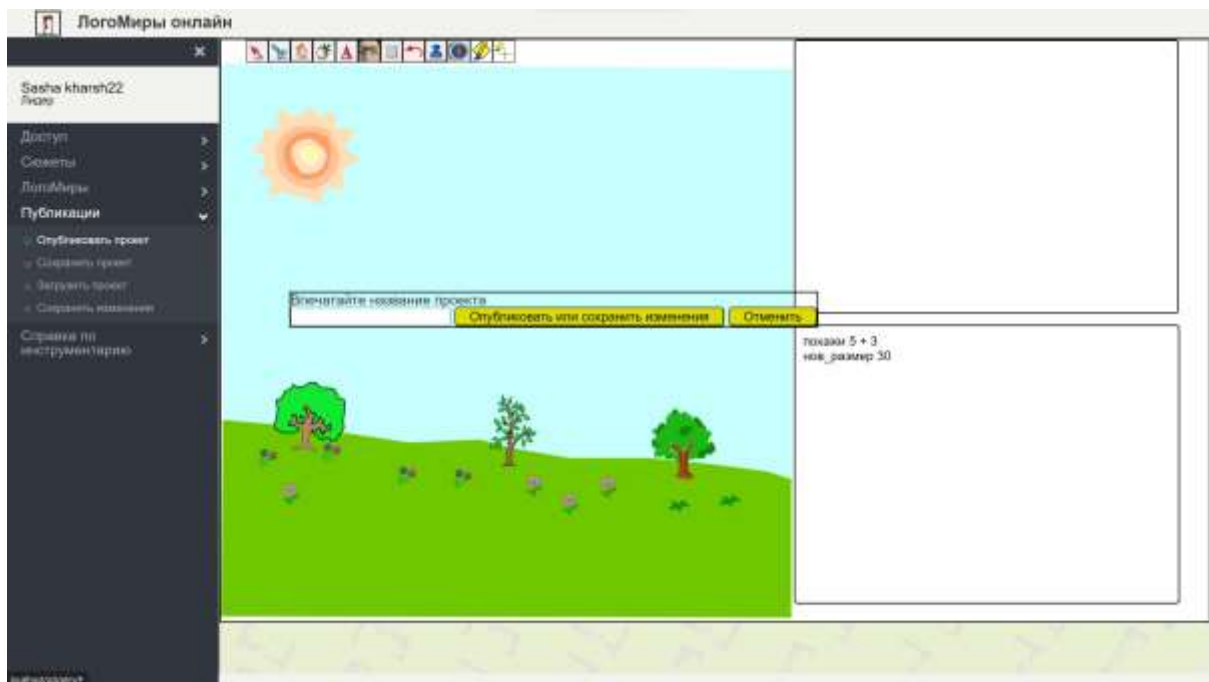 ЛогоМиры онлайн
×
Sasha kharsh22
Доступ
Сюжеты
ЛогоМиры
Публикации
Опубликовать проект
Сохранить проект
Загрузить проект
Сохранить изменения
Справка по
инструментарию
Впечатайте название проекта
Опубликовать или сохранить изменения
Отменить
покажи 5 + 3
нов_размер 30